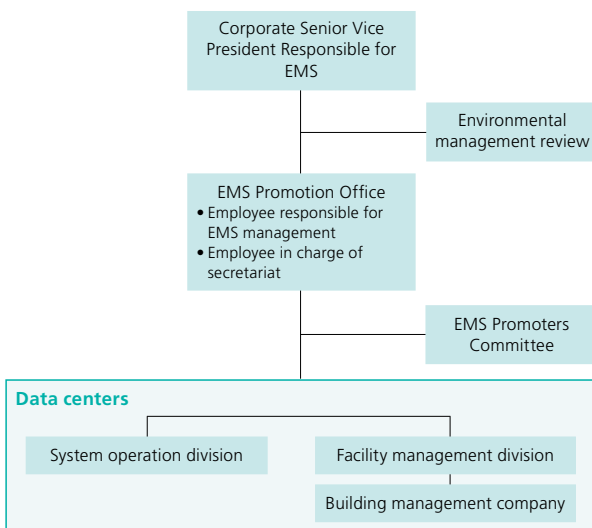 Corporate Senior Vice
President Responsible for
EMS
Environmental
management review
EMS Promotion Office
• Employee responsible for
EMS management
• Employee in charge of
secretariat
EMS Promoters
Committee
Data centers
System operation division
Facility management division
Building management company